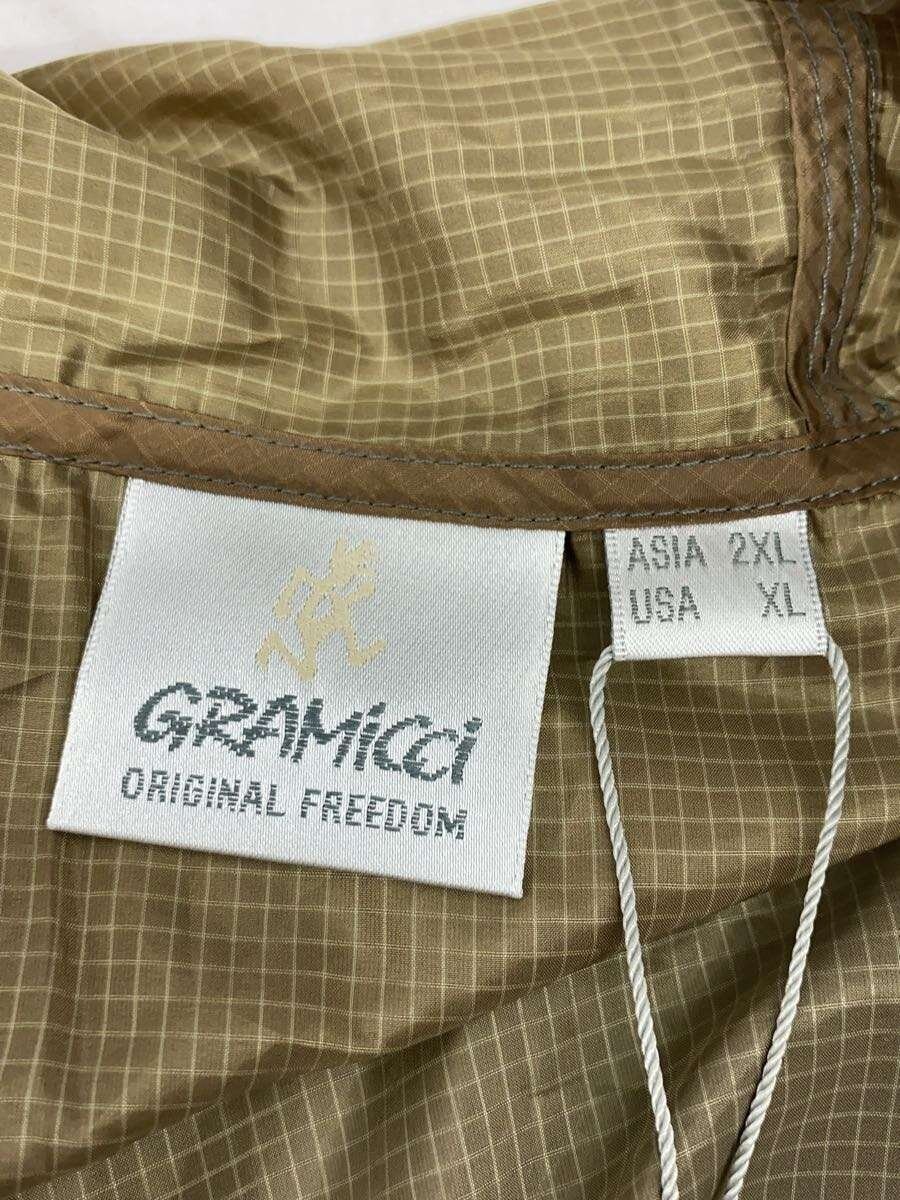 GRAMiCCi
ORIGINAL FREEDOM
ASIA 2XL
USA XL